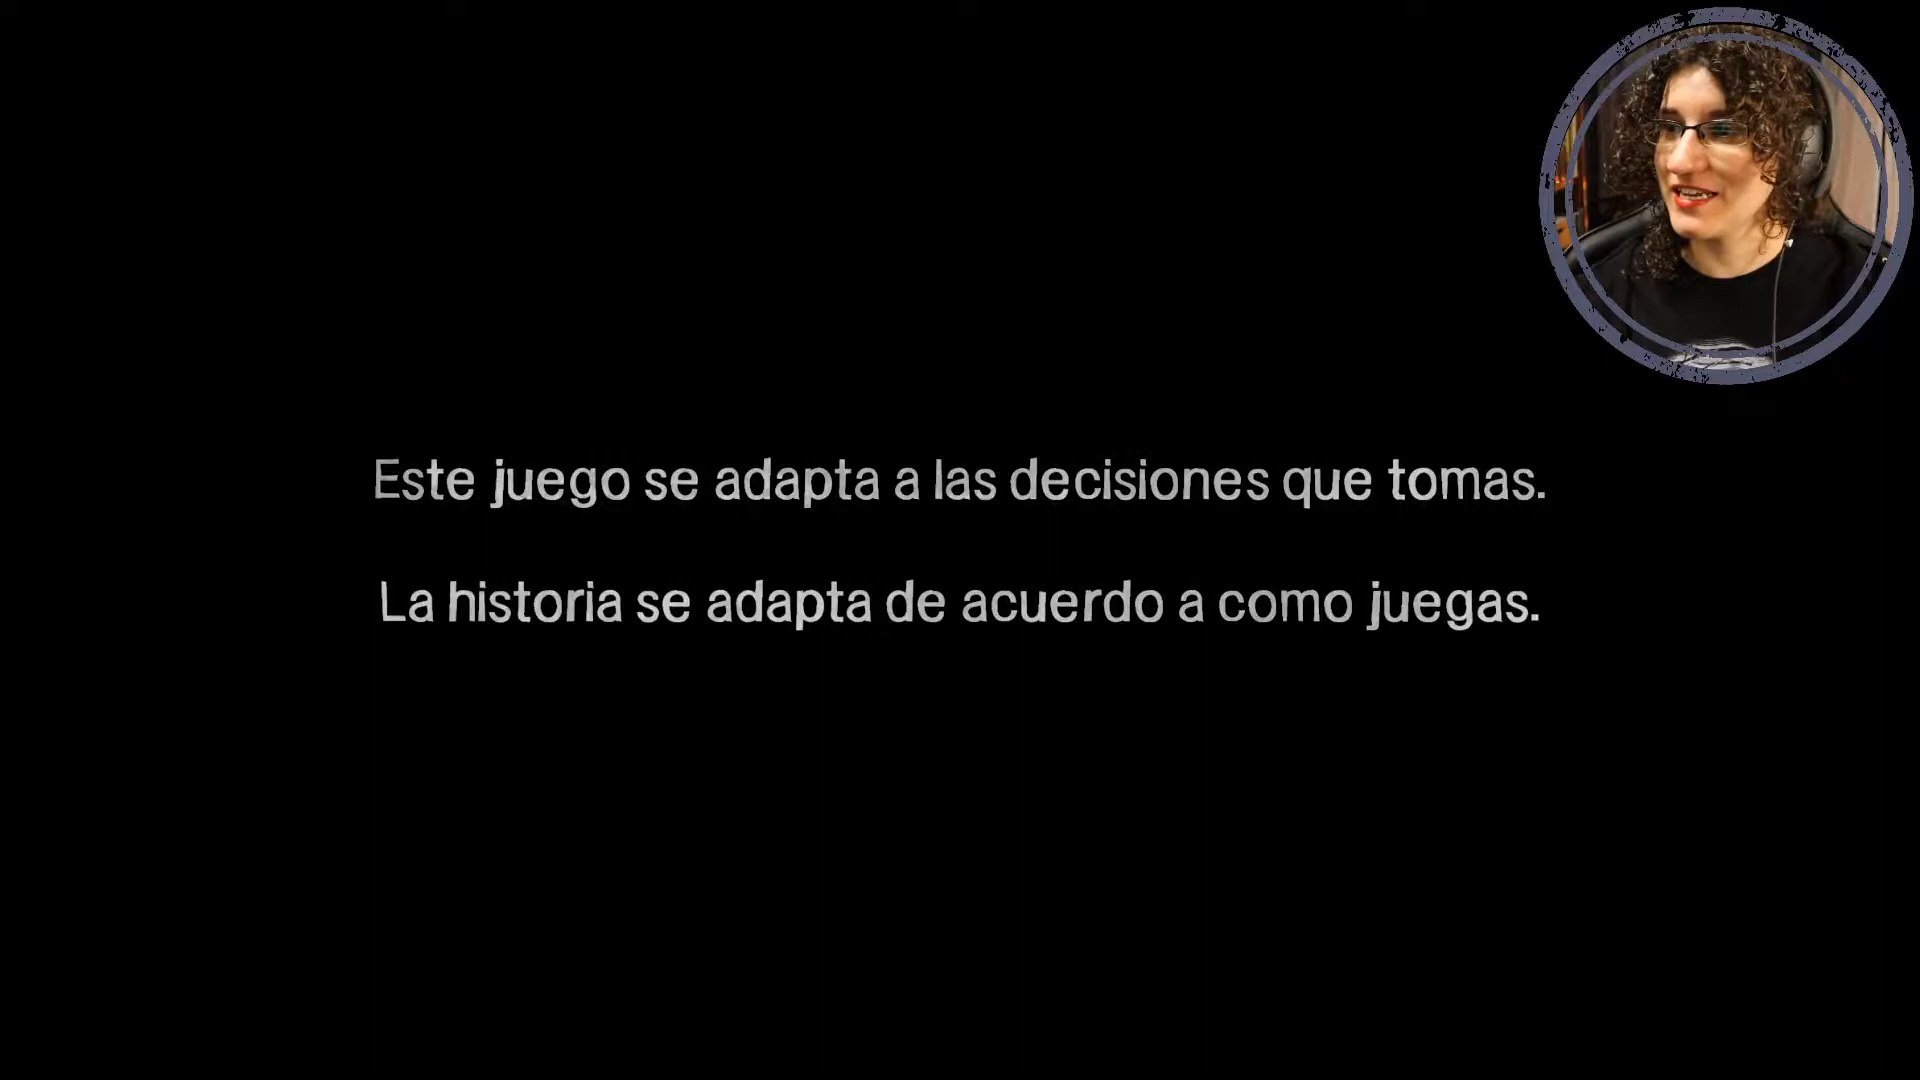 Este juego se adapta a las decisiones que tomas.
La historia se adapta de acuerdo a como juegas.